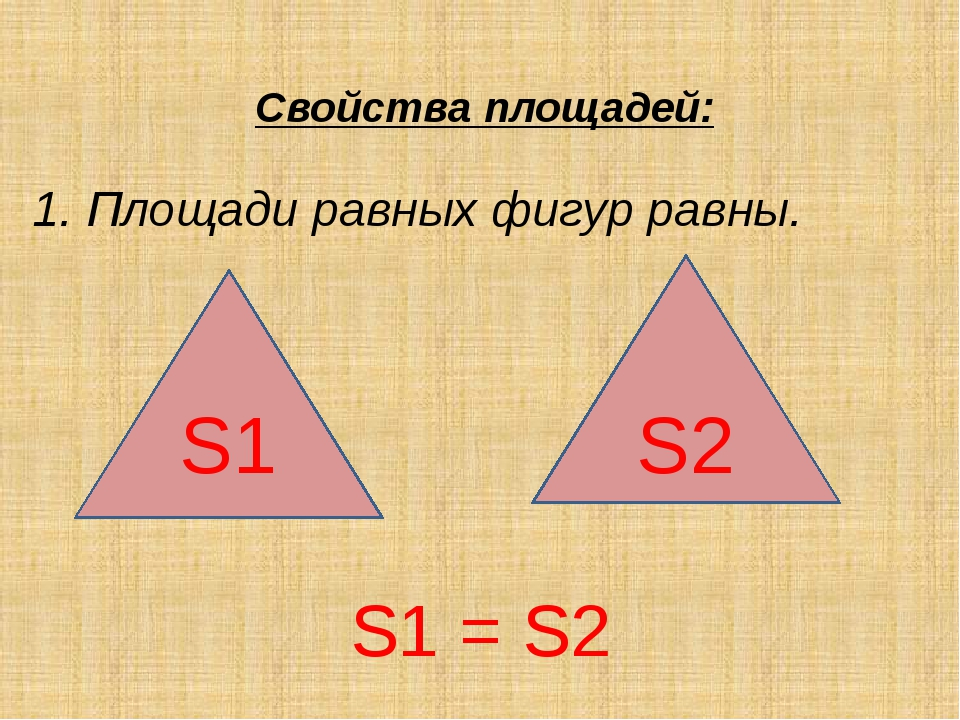 Свойства площадей:
1. Площади равных фигур равны.
S1 S2
S1 = S2